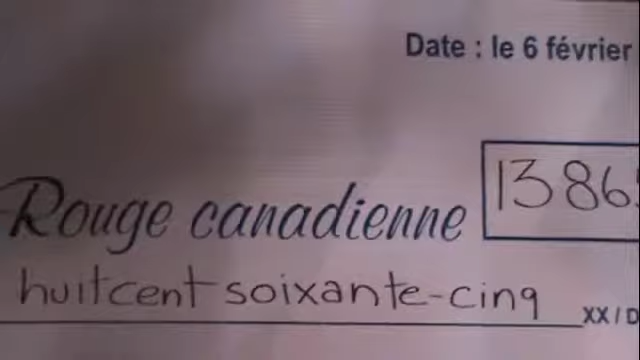 Date : le 6 février
Rouge canadienne
1386
huitcent soixante-cinq
XX / D